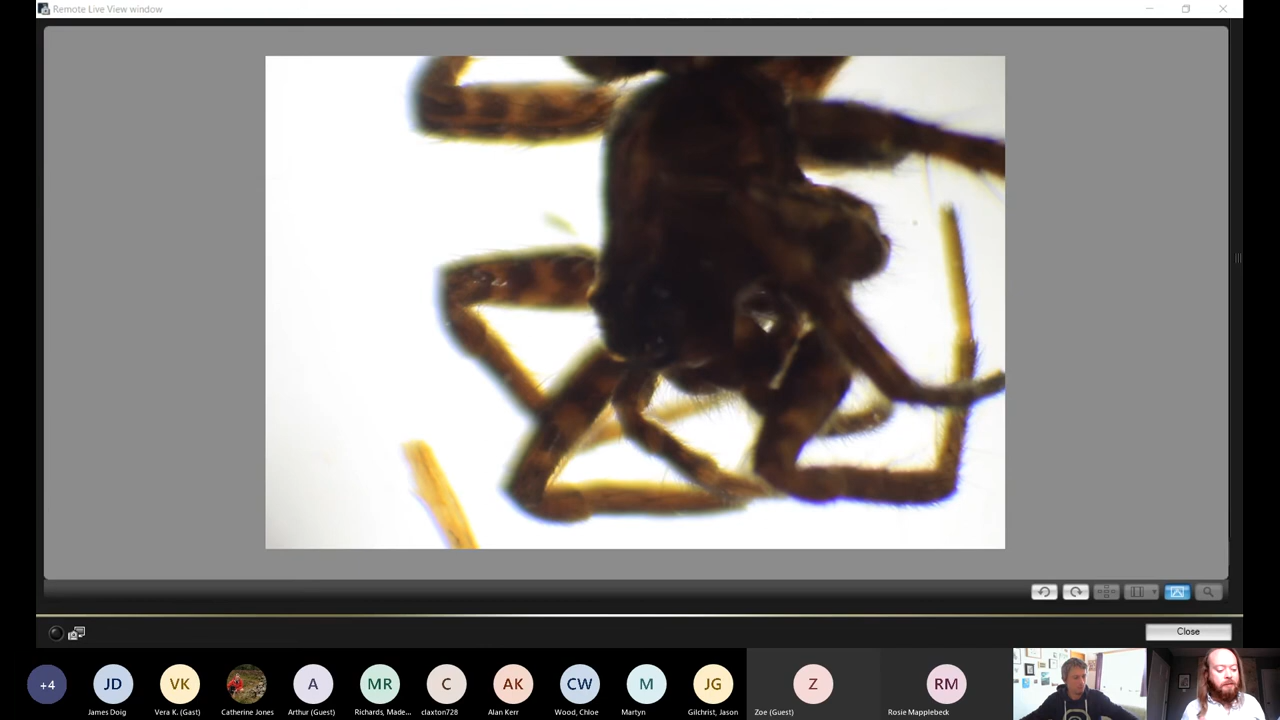 Remote Live View window
Close
+4
JD
VK
A
MR
C
AK
CW
M
JG
Z
RM
James Doig
Vera K. (Gast)
Catherine Jones
Arthur (Guest)
Richards, Made...
claxton728
Alan Kerr
Wood, Chloe
Martyn
Gilchrist, Jason
Zoe (Guest)
Rosie Mapplebeck